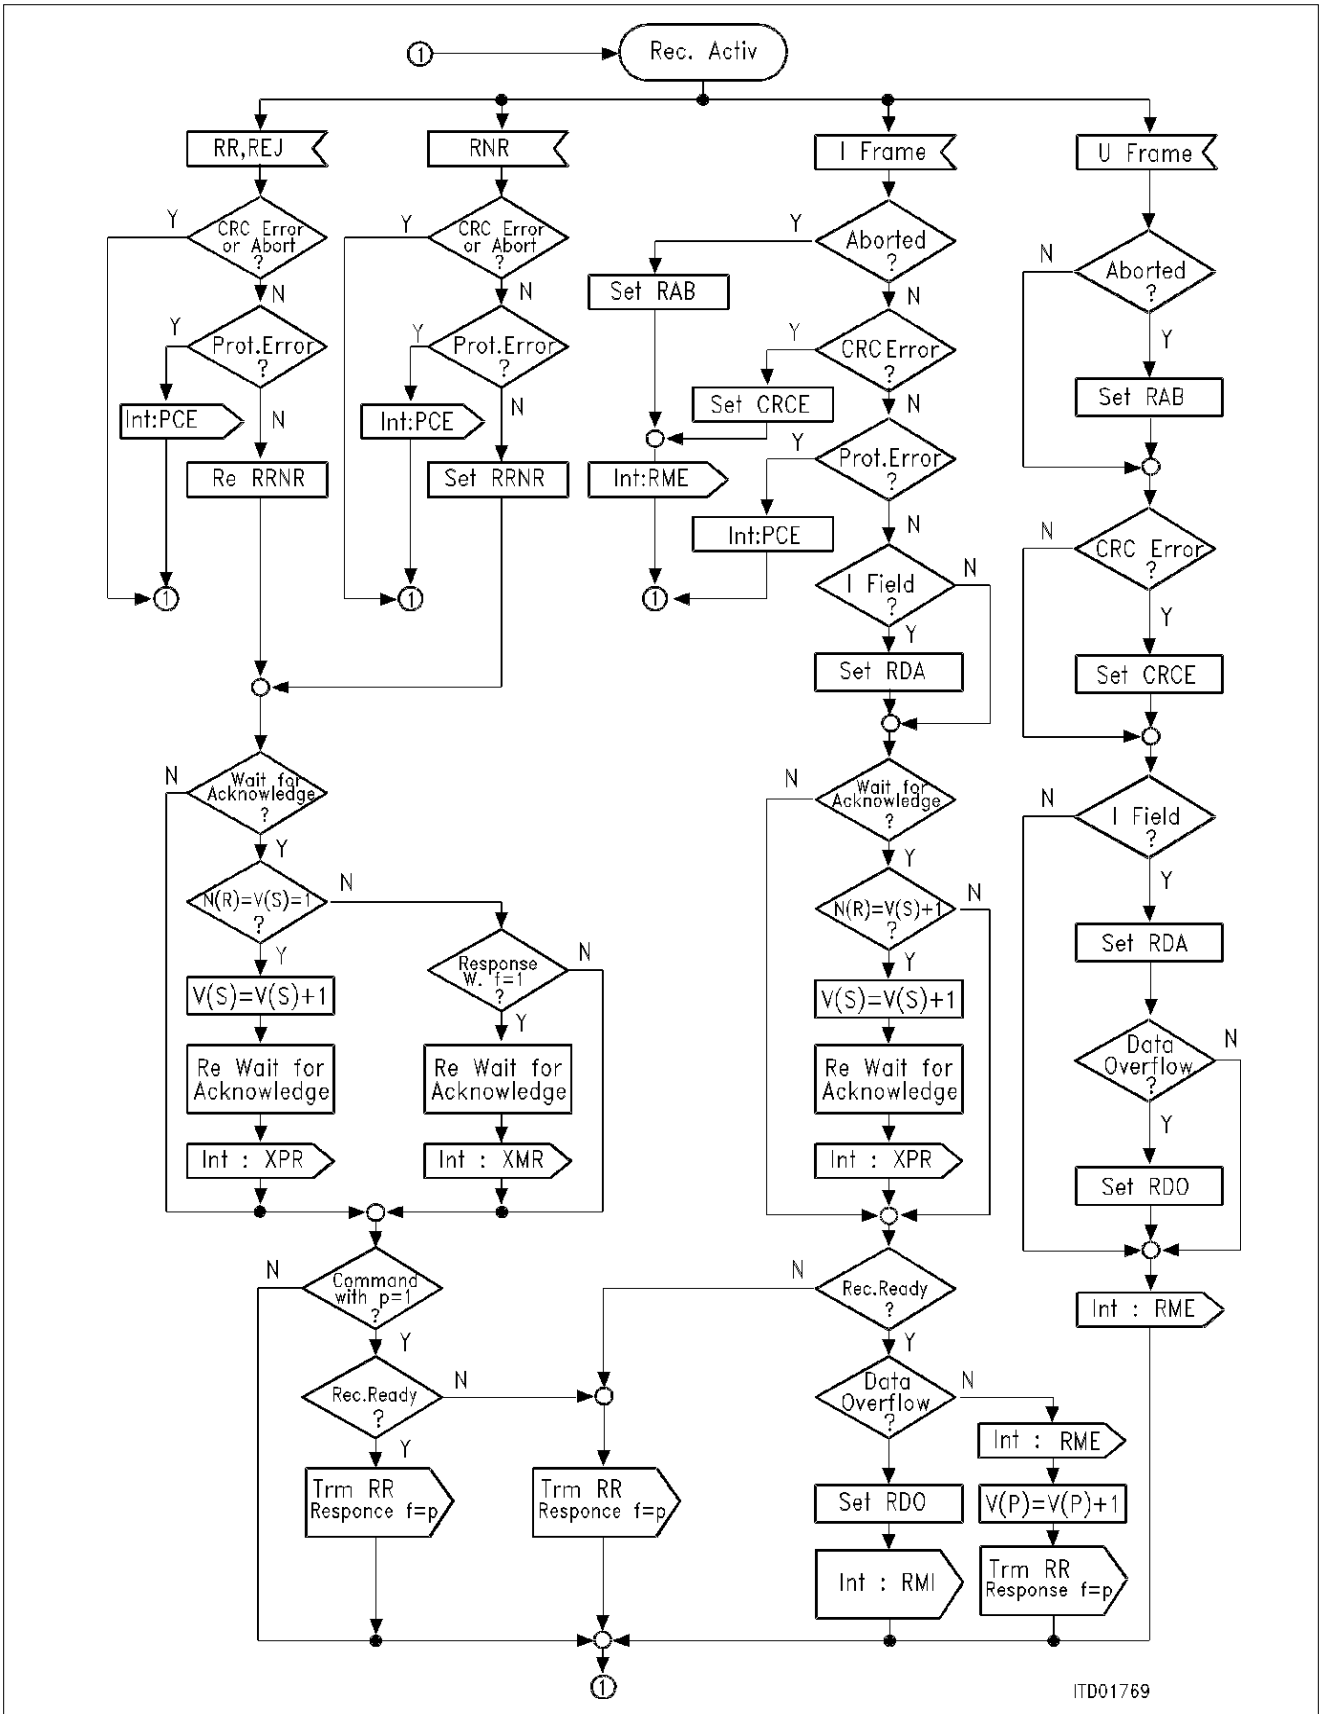 1
Rec. Activ
RR,REJ
RNR
I Frame
U Frame
Y
CRC Error
or Abort
?
N
Y
CRC Error
or Abort
?
N
Y
Aborted
?
N
N
Aborted
?
Y
Set RAB
Y
Prot.Error
?
N
Y
Prot.Error
?
N
Y
CRC Error
?
N
Set RAB
Int:PCE
Int:PCE
Set CRCE
Re RRNR
Set RRNR
Int:RME
Y
Prot.Error
?
N
Int:PCE
N
CRC Error
?
Y
1
1
1
I Field
?
N
Y
Set RDA
Set CRCE
N
Wait for
Acknowledge
?
Y
N
Wait for
Acknowledge
?
Y
N
I Field
?
Y
N(R)=V(S)=1
?
N
Y
Response
W. f=1
?
N
Y
N(R)=V(S)+1
?
N
Y
Set RDA
V(S)=V(S)+1
V(S)=V(S)+1
Re Wait for
Acknowledge
Re Wait for
Acknowledge
Re Wait for
Acknowledge
Data
Overflow
?
N
Y
Int : XPR
Int : XMR
Int : XPR
Set RDO
N
Command
with p=1
?
Y
N
Rec.Ready
?
Y
Int : RME
Rec.Ready
?
N
Y
Data
Overflow
?
N
Int : RME
Trm RR
Responce f=p
Trm RR
Responce f=p
Set RDO
V(P)=V(P)+1
Int : RMI
Trm RR
Response f=p
1
ITD01769